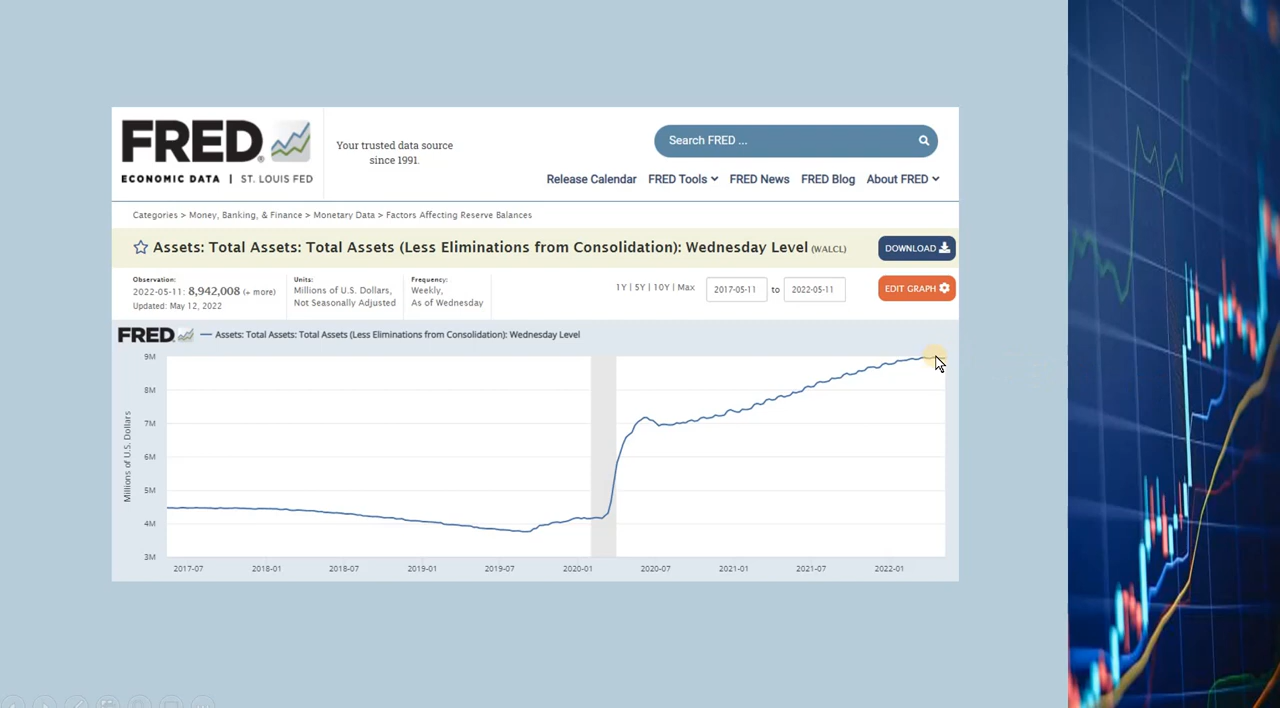 FRED
ECONOMIC DATA | ST. LOUIS FED
Your trusted data source
since 1991.
Search FRED ...
Release Calendar FRED Tools FRED News FRED Blog About FRED
Categories > Money, Banking, & Finance > Monetary Data > Factors Affecting Reserve Balances
Assets: Total Assets: Total Assets (Less Eliminations from Consolidation): Wednesday Level (WALCL)
DOWNLOAD
Observation:
2022-05-11: 8,942,008 (+ more)
Updated: May 12, 2022
Units:
Millions of U.S. Dollars,
Not Seasonally Adjusted
Frequency:
Weekly,
As of Wednesday
1Y | 5Y | 10Y | Max
2017-05-11 to 2022-05-11
EDIT GRAPH
FRED
Assets: Total Assets: Total Assets (Less Eliminations from Consolidation): Wednesday Level
Millions of U.S. Dollars
9M
8M
7M
6M
5M
4M
3M
2017-07 2018-01 2018-07 2019-01 2019-07 2020-01 2020-07 2021-01 2021-07 2022-01